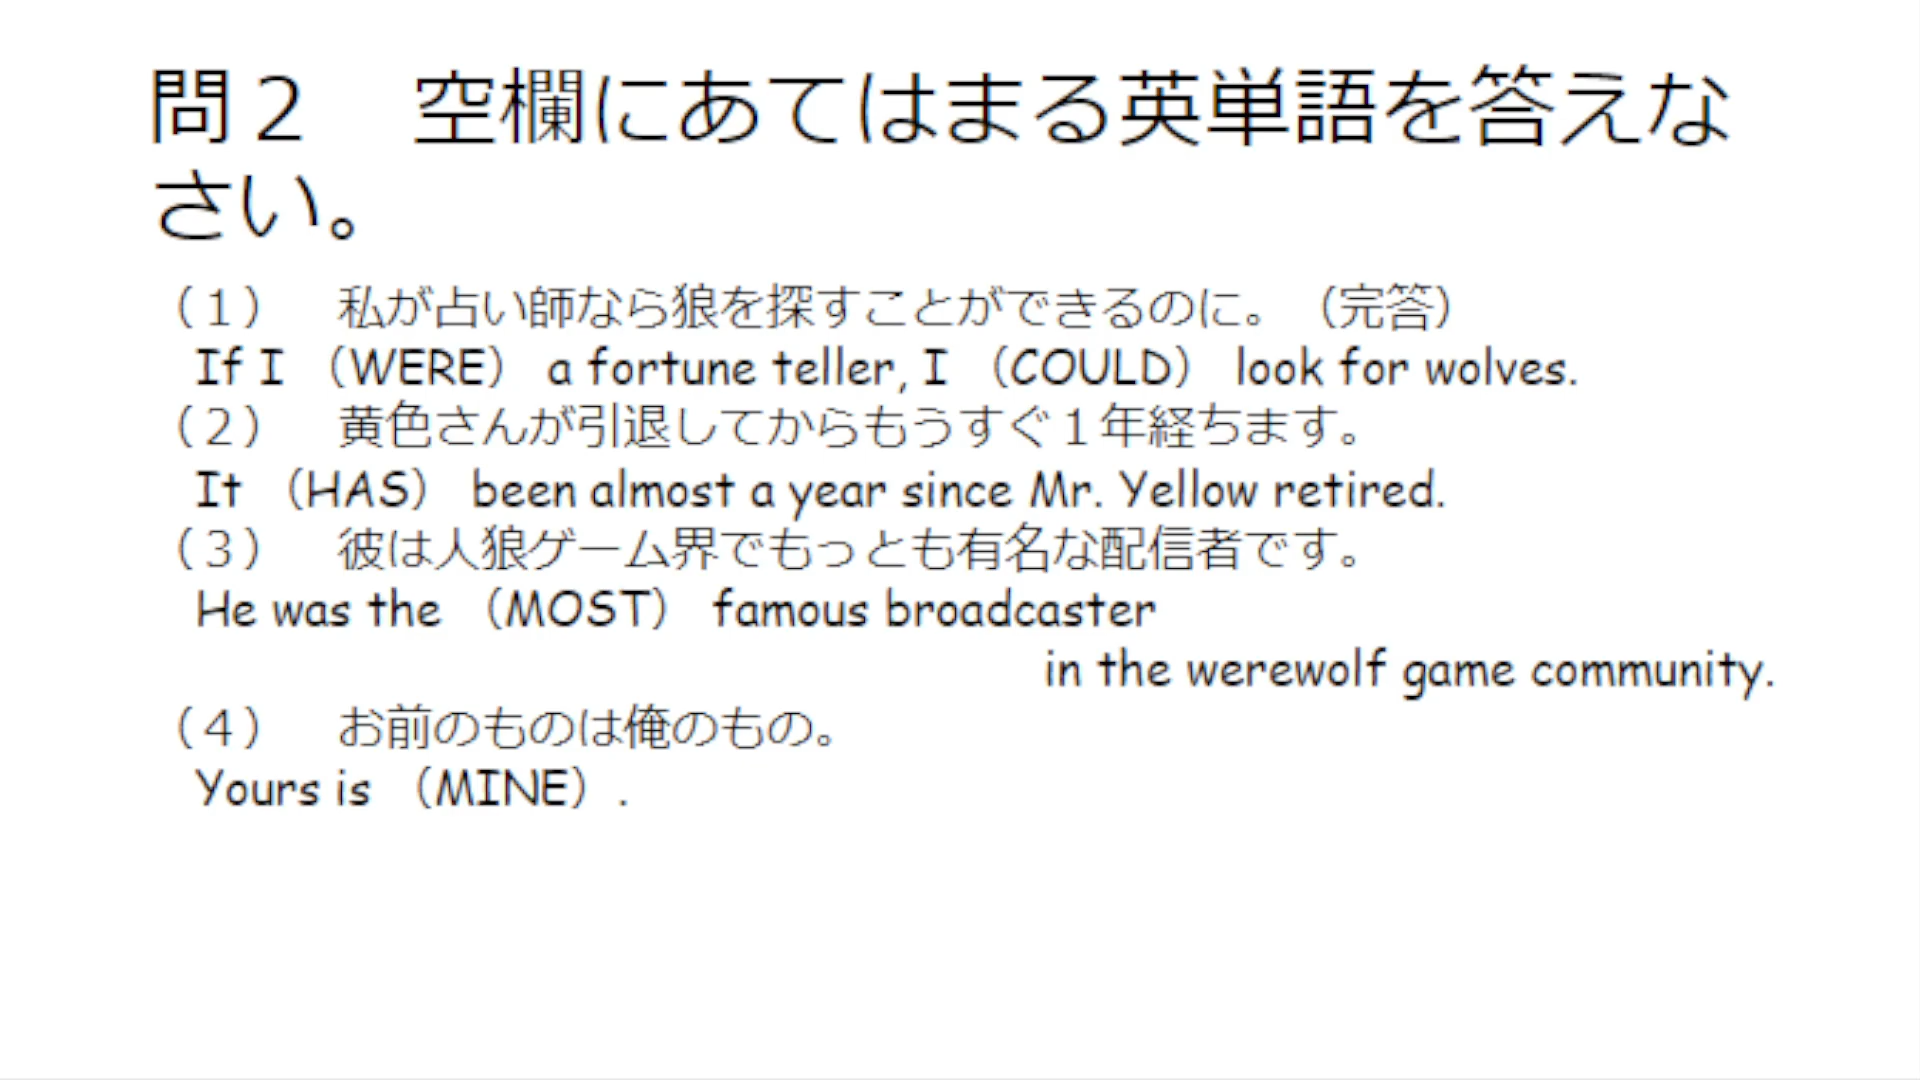 問２　空欄にあてはまる英単語を答えな
さい。
（１）　私が占い師なら狼を探すことができるのに。（完答）
If I （WERE） a fortune teller, I （COULD） look for wolves.
（２）　黄色さんが引退してからもうすぐ１年経ちます。
It （HAS） been almost a year since Mr. Yellow retired.
（３）　彼は人狼ゲーム界でもっとも有名な配信者です。
He was the （MOST） famous broadcaster
in the werewolf game community.
（４）　お前のものは俺のもの。
Yours is （MINE）.